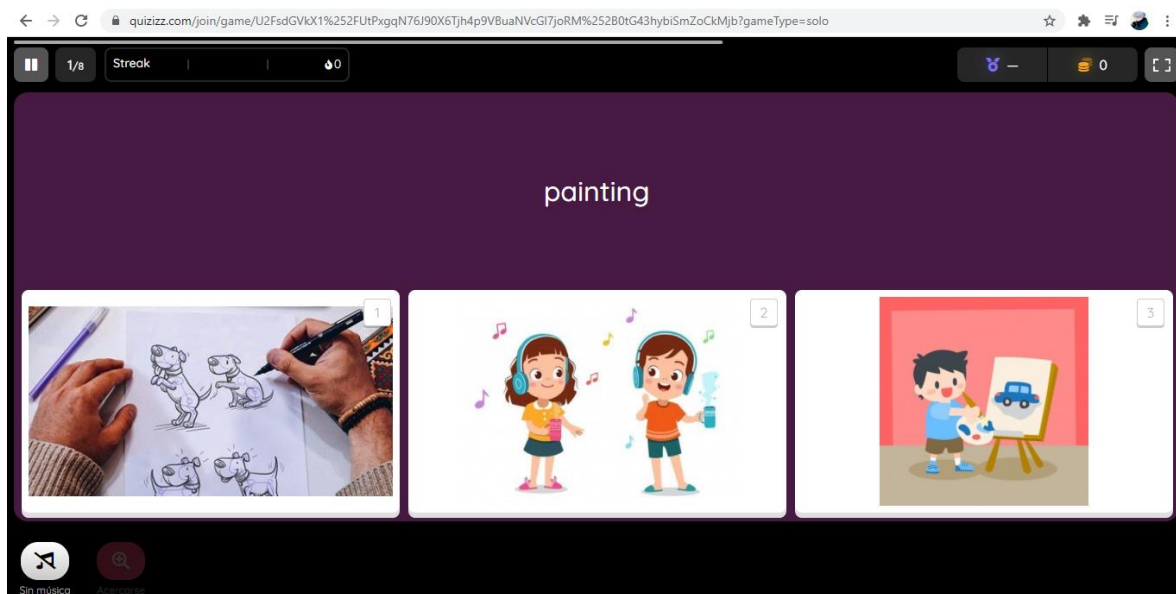 quizizz.com/join/game/U2FsdGVkX1%252FUtPxgqN76J90X6Tjh4p9VBuaNVcGl7joRM%252B0tG43hybiSmZoCkMjb?gameType=solo
1/8 Streak 0 – 0
painting
1 2 3
Sin música Acercarse